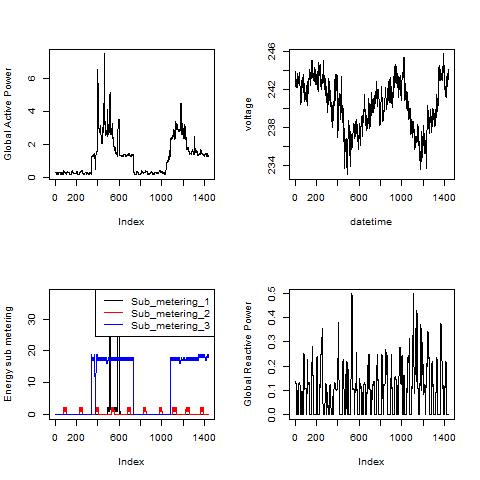 Global Active Power
0 2 4 6
0 200 600 1000 1400
Index
voltage
234 238 242 246
0 200 600 1000 1400
datetime
Energy sub metering
0 10 20 30
Sub_metering_1
Sub_metering_2
Sub_metering_3
0 200 600 1000 1400
Index
Global Reactive Power
0.0 0.1 0.2 0.3 0.4 0.5
0 200 600 1000 1400
Index